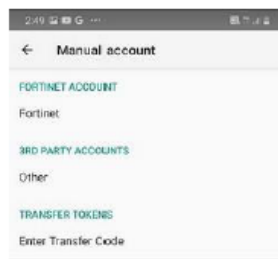 2:49 G ...
← Manual account
FORTINET ACCOUNT
Fortinet
3RD PARTY ACCOUNTS
Other
TRANSFER TOKENS
Enter Transfer Code